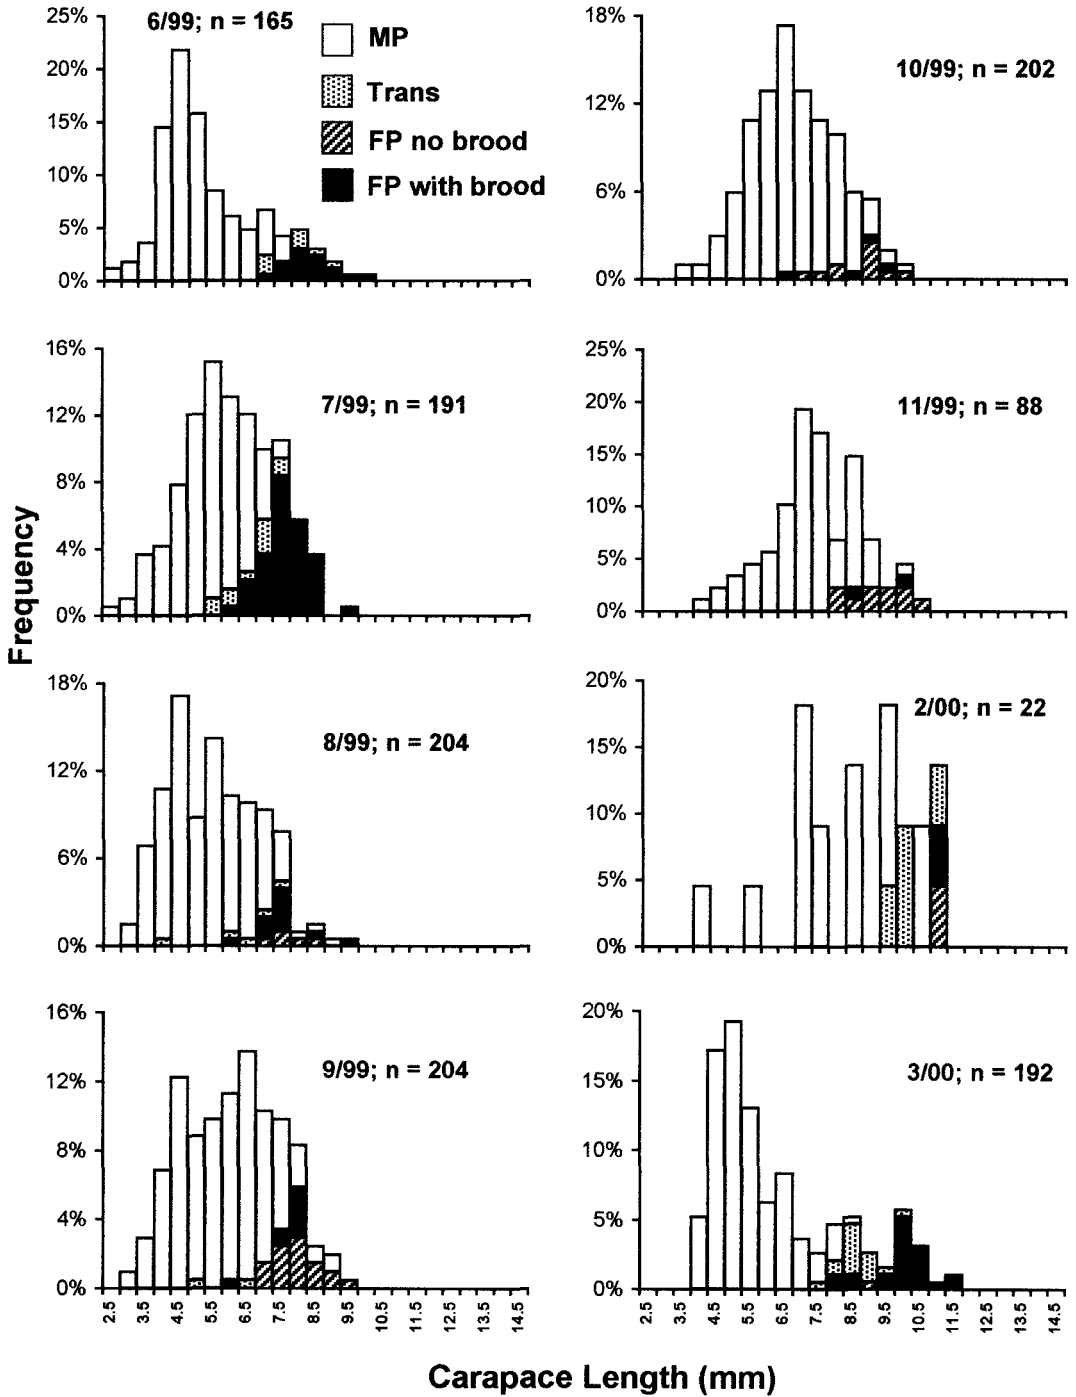 6/99; n = 165
MP
Trans
FP no brood
FP with brood
25%
20%
15%
10%
5%
0%
10/99; n = 202
18%
12%
6%
0%
7/99; n = 191
16%
12%
8%
4%
0%
11/99; n = 88
25%
20%
15%
10%
5%
0%
8/99; n = 204
18%
12%
6%
0%
2/00; n = 22
20%
15%
10%
5%
0%
9/99; n = 204
16%
12%
8%
4%
0%
2.5 3.5 4.5 5.5 6.5 7.5 8.5 9.5 10.5 11.5 12.5 13.5 14.5
3/00; n = 192
20%
15%
10%
5%
0%
2.5 3.5 4.5 5.5 6.5 7.5 8.5 9.5 10.5 11.5 12.5 13.5 14.5
Frequency
Carapace Length (mm)